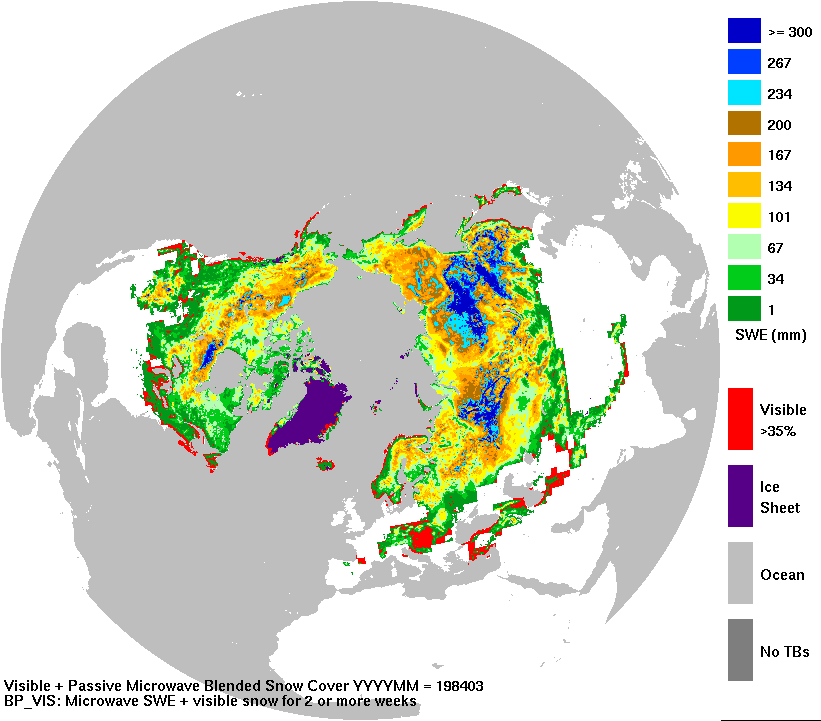 >= 300
267
234
200
167
134
101
67
34
1
SWE (mm)
Visible
>35%
Ice
Sheet
Ocean
No TBs
Visible + Passive Microwave Blended Snow Cover YYYYMM = 198403
BP_VIS: Microwave SWE + visible snow for 2 or more weeks